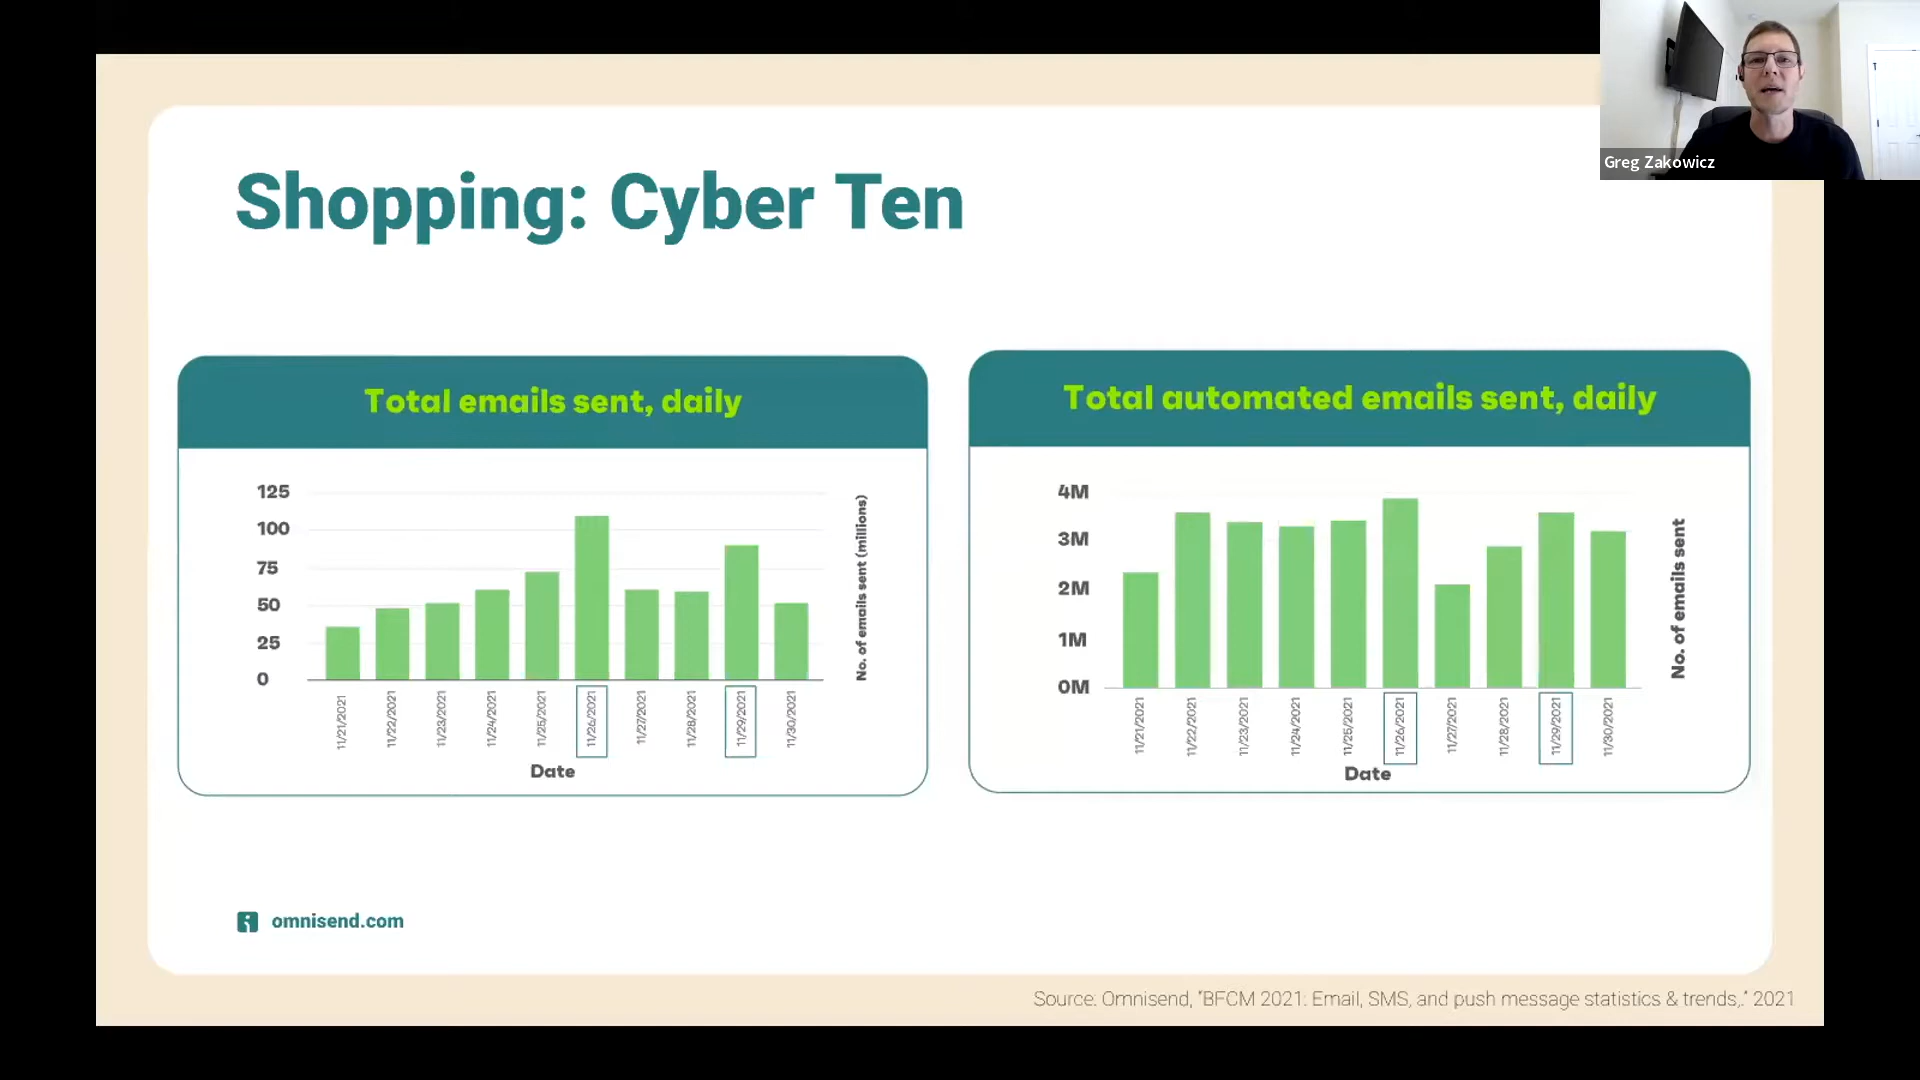 Greg Zakowicz
Shopping: Cyber Ten
Total emails sent, daily
125
100
75
50
25
0
No. of emails sent (millions)
11/21/2021
11/22/2021
11/23/2021
11/24/2021
11/25/2021
11/26/2021
11/27/2021
11/28/2021
11/29/2021
11/30/2021
Date
Total automated emails sent, daily
4M
3M
2M
1M
0M
No. of emails sent
11/21/2021
11/22/2021
11/23/2021
11/24/2021
11/25/2021
11/26/2021
11/27/2021
11/28/2021
11/29/2021
11/30/2021
Date
omnisend.com
Source: Omnisend, "BFCM 2021: Email, SMS, and push message statistics & trends,." 2021